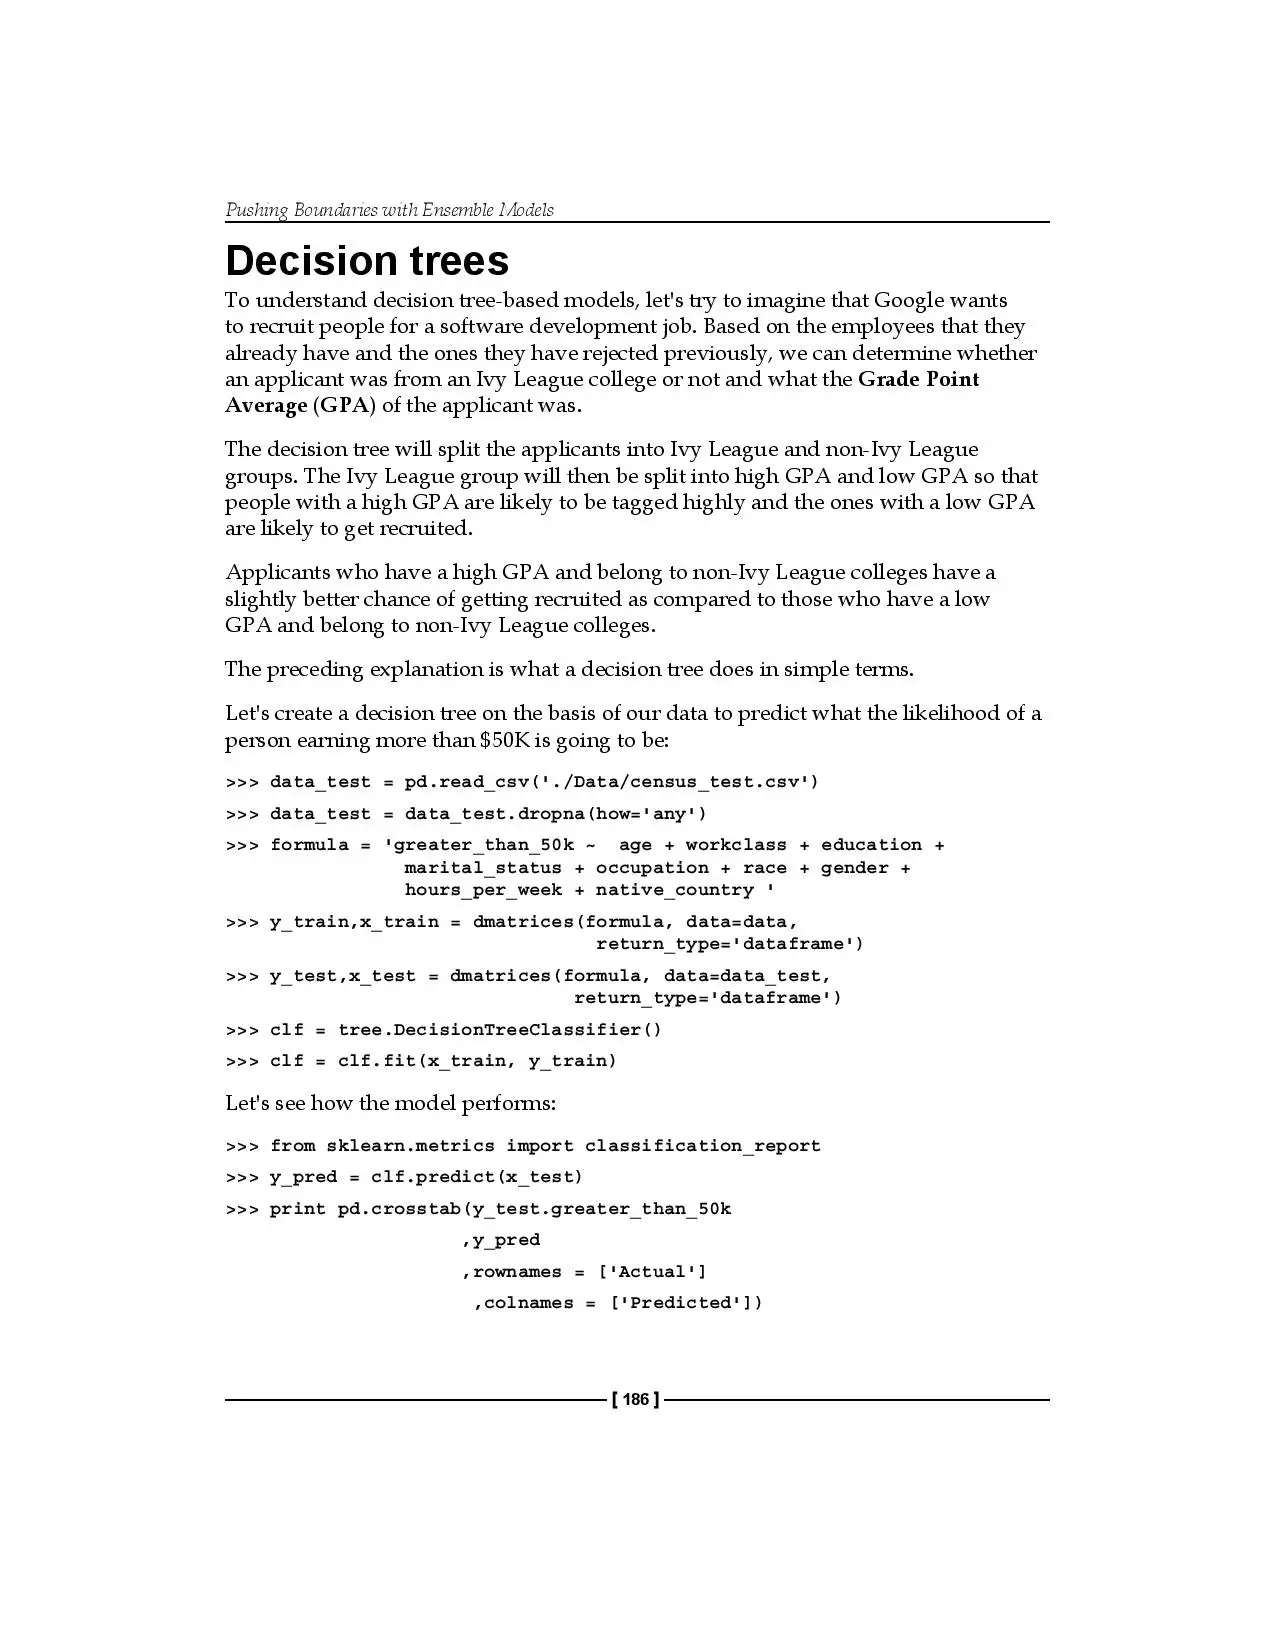 Pushing Boundaries with Ensemble Models
Decision trees
To understand decision tree-based models, let's try to imagine that Google wants
to recruit people for a software development job. Based on the employees that they
already have and the ones they have rejected previously, we can determine whether
an applicant was from an Ivy League college or not and what the Grade Point
Average (GPA) of the applicant was.
The decision tree will split the applicants into Ivy League and non-Ivy League
groups. The Ivy League group will then be split into high GPA and low GPA so that
people with a high GPA are likely to be tagged highly and the ones with a low GPA
are likely to get recruited.
Applicants who have a high GPA and belong to non-Ivy League colleges have a
slightly better chance of getting recruited as compared to those who have a low
GPA and belong to non-Ivy League colleges.
The preceding explanation is what a decision tree does in simple terms.
Let's create a decision tree on the basis of our data to predict what the likelihood of a
person earning more than $50K is going to be:
>>> data_test = pd.read_csv('./Data/census_test.csv')
>>> data_test = data_test.dropna(how='any')
>>> formula = 'greater_than_50k ~  age + workclass + education +
marital_status + occupation + race + gender +
hours_per_week + native_country '
>>> y_train,x_train = dmatrices(formula, data=data,
return_type='dataframe')
>>> y_test,x_test = dmatrices(formula, data=data_test,
return_type='dataframe')
>>> clf = tree.DecisionTreeClassifier()
>>> clf = clf.fit(x_train, y_train)
Let's see how the model performs:
>>> from sklearn.metrics import classification_report
>>> y_pred = clf.predict(x_test)
>>> print pd.crosstab(y_test.greater_than_50k
,y_pred
,rownames = ['Actual']
,colnames = ['Predicted'])
[ 186 ]